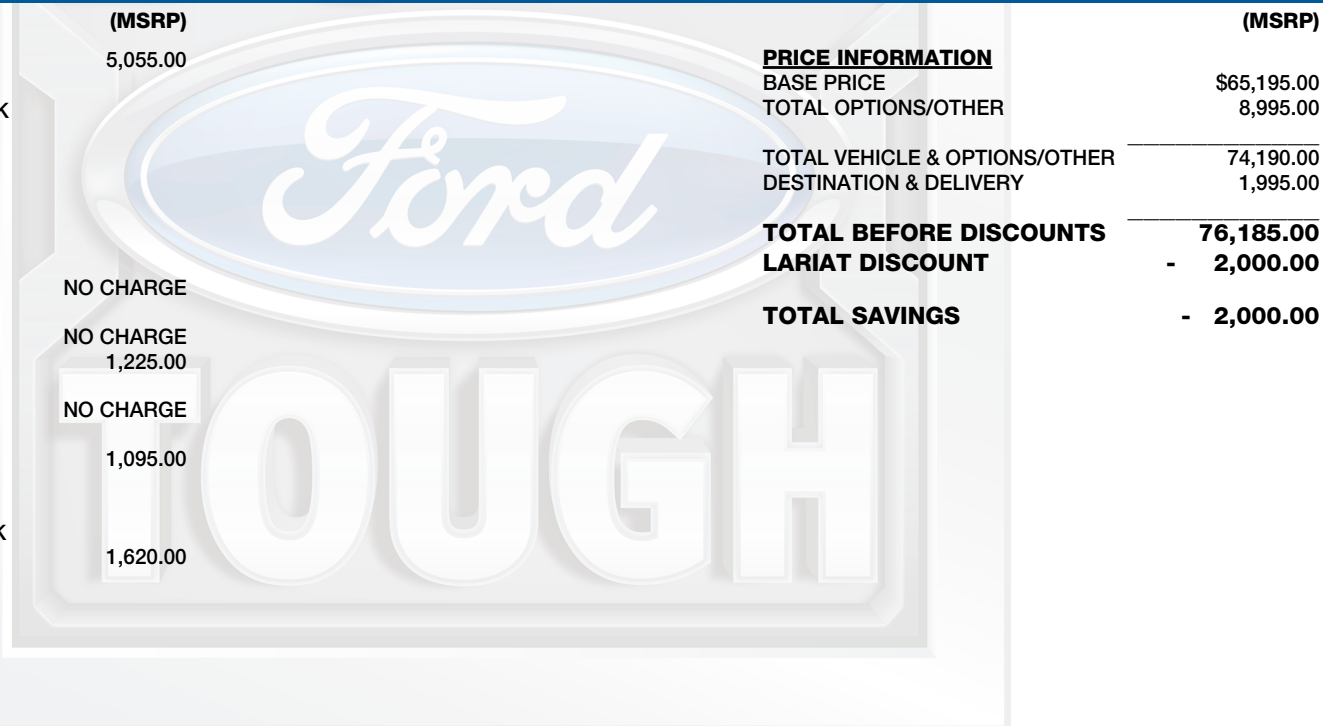 (MSRP)
5,055.00
K
NO CHARGE
NO CHARGE
1,225.00
NO CHARGE
1,095.00
K
1,620.00
(MSRP)
PRICE INFORMATION
BASE PRICE $65,195.00
TOTAL OPTIONS/OTHER 8,995.00
TOTAL VEHICLE & OPTIONS/OTHER 74,190.00
DESTINATION & DELIVERY 1,995.00
TOTAL BEFORE DISCOUNTS 76,185.00
LARIAT DISCOUNT - 2,000.00
TOTAL SAVINGS - 2,000.00
Ford
TOUGH